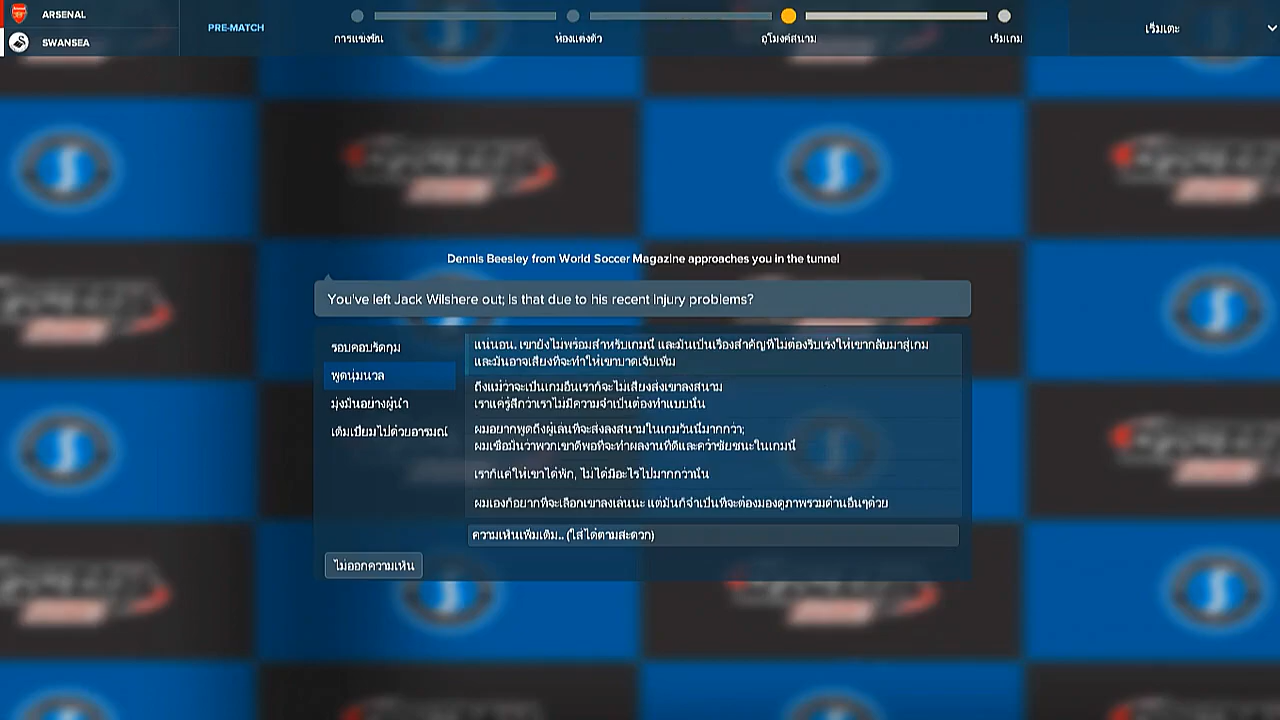 ARSENAL
SWANSEA
PRE-MATCH
การแข่งขัน
ห้องแต่งตัว
อุโมงค์สนาม
เริ่มเกม
เริ่มเตะ
Dennis Beesley from World Soccer Magazine approaches you in the tunnel
You've left Jack Wilshere out; is that due to his recent injury problems?
รอบคอบรัดกุม
พูดนุ่มนวล
มุ่งมั่นอย่างผู้นำ
เต็มเปี่ยมไปด้วยอารมณ์
แน่นอน. เขายังไม่พร้อมสำหรับเกมนี้ และมันเป็นเรื่องสำคัญที่ไม่ต้องรีบเร่งให้เขากลับมาสู่เกม
และมันอาจเสี่ยงที่จะทำให้เขาบาดเจ็บเพิ่ม
ถึงแม้ว่าจะเป็นเกมอื่นเราก็จะไม่เสี่ยงส่งเขาลงสนาม
เราแค่รู้สึกว่าเราไม่มีความจำเป็นต้องทำแบบนั้น
ผมอยากพูดถึงผู้เล่นที่จะส่งลงสนามในเกมวันนี้มากกว่า;
ผมเชื่อมั่นว่าพวกเขาดีพอที่จะทำผลงานที่ดีและคว้าชัยชนะในเกมนี้
เราก็แค่ให้เขาได้พัก, ไม่ได้มีอะไรไปมากกว่านั้น
ผมเองก็อยากที่จะเลือกเขาลงเล่นนะ แต่มันก็จำเป็นที่จะต้องมองดูภาพรวมด้านอื่นๆด้วย
ความเห็นเพิ่มเติม.. (ใส่ได้ตามสะดวก)
ไม่ออกความเห็น